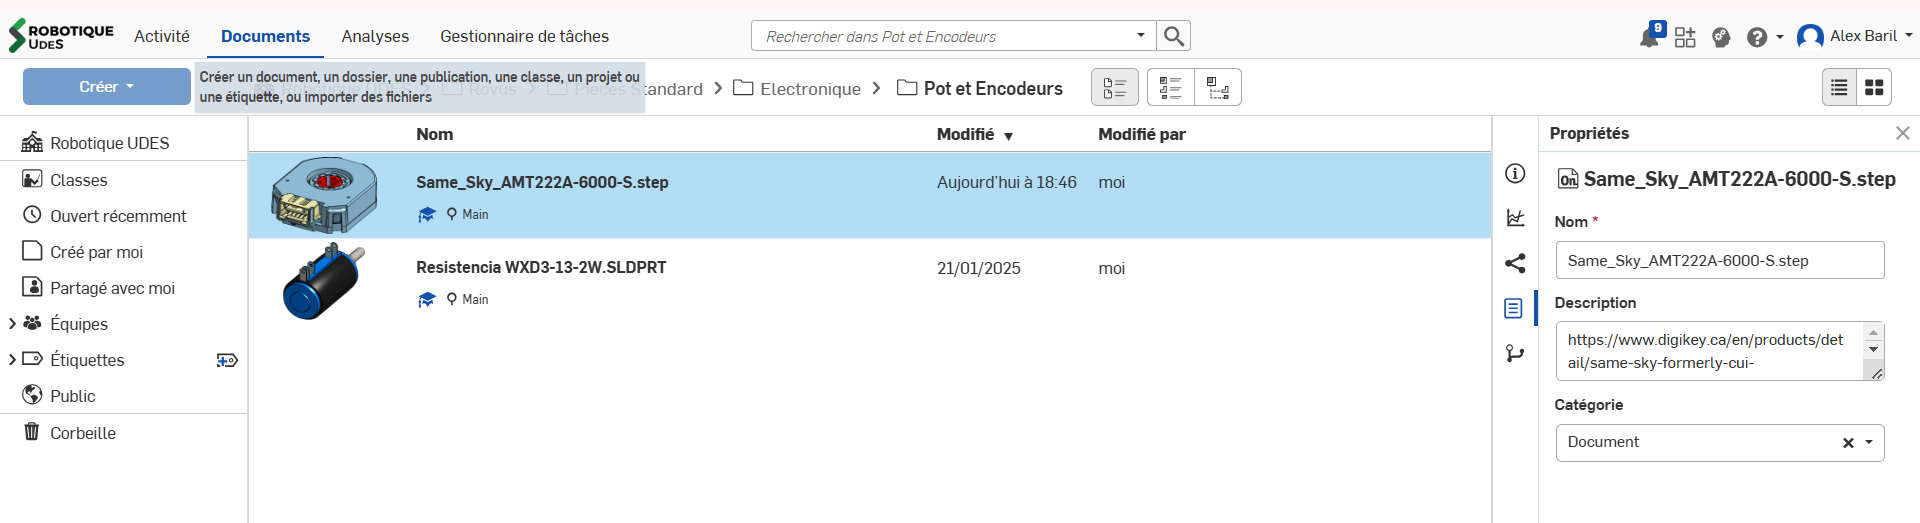 ROBOTIQUE
UDES
Activité
Documents
Analyses
Gestionnaire de tâches
Rechercher dans Pot et Encodeurs
9
Alex Baril
Créer
Créer un document, un dossier, une publication, une classe, un projet ou
une étiquette, ou importer des fichiers
Robotique UDES
Rovus
Pièces Standard
Electronique
Pot et Encodeurs
Robotique UDES
Classes
Ouvert récemment
Créé par moi
Partagé avec moi
Équipes
Étiquettes
Public
Corbeille
Nom
Modifié
Modifié par
Same_Sky_AMT222A-6000-S.step
Aujourd'hui à 18:46
moi
Main
Resistencia WXD3-13-2W.SLDPRT
21/01/2025
moi
Main
Propriétés
On
Same_Sky_AMT222A-6000-S.step
Nom *
Same_Sky_AMT222A-6000-S.step
Description
https://www.digikey.ca/en/products/det
ail/same-sky-formerly-cui-
Catégorie
Document